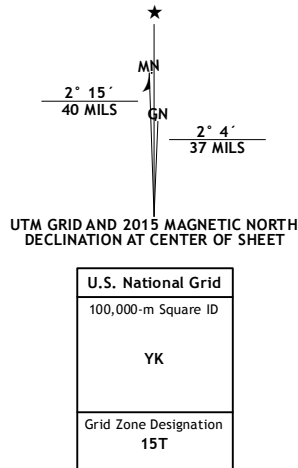 ★
MN
2° 15´
40 MILS
GN
2° 4´
37 MILS
UTM GRID AND 2015 MAGNETIC NORTH
DECLINATION AT CENTER OF SHEET
U.S. National Grid
100,000-m Square ID
YK
Grid Zone Designation
15T